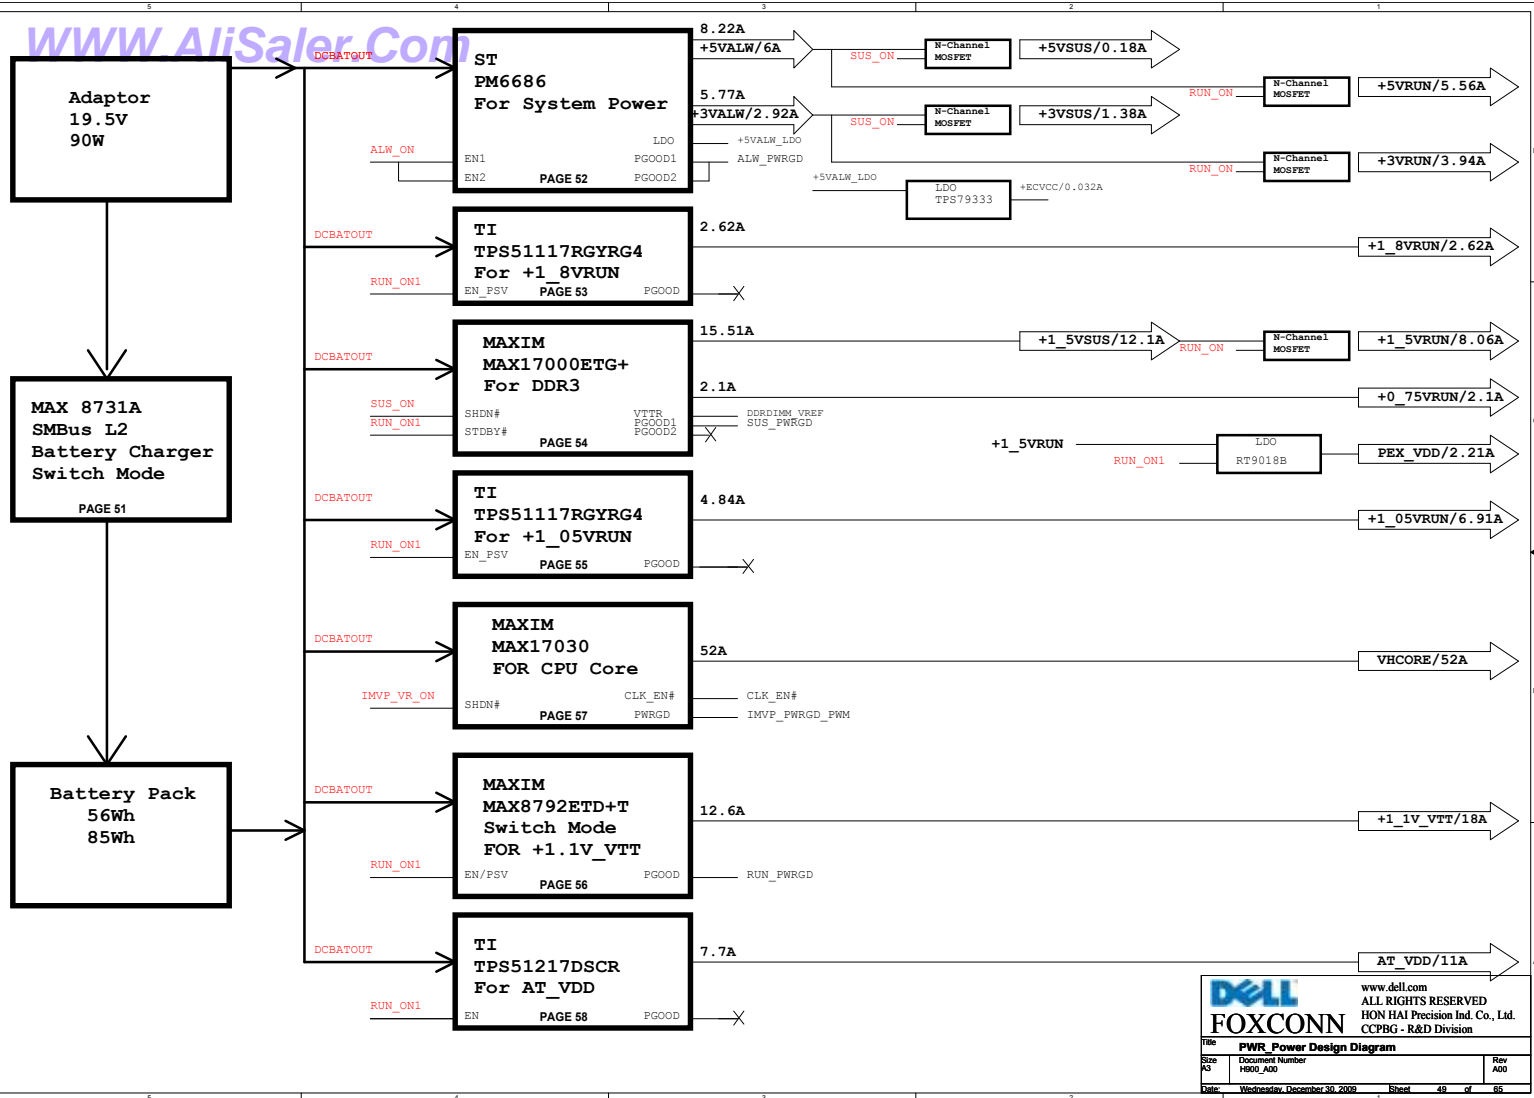 5
4
3
2
1
WWW.AliSaler.Com
Adaptor
19.5V
90W
MAX 8731A
SMBus L2
Battery Charger
Switch Mode
PAGE 51
Battery Pack
56Wh
85Wh
DCBATOUT
ST
PM6686
For System Power
ALW_ON
EN1
EN2
PAGE 52
LDO
PGOOD1
PGOOD2
+5VALW_LDO
ALW_PWRGD
8.22A
+5VALW/6A
5.77A
+3VALW/2.92A
SUS_ON
N-Channel
MOSFET
+5VSUS/0.18A
RUN_ON
N-Channel
MOSFET
+5VRUN/5.56A
SUS_ON
N-Channel
MOSFET
+3VSUS/1.38A
RUN_ON
N-Channel
MOSFET
+3VRUN/3.94A
+5VALW_LDO
LDO
TPS79333
+ECVCC/0.032A
DCBATOUT
TI
TPS51117RGYRG4
For +1_8VRUN
RUN_ON1
EN_PSV
PAGE 53
PGOOD
2.62A
+1_8VRUN/2.62A
DCBATOUT
MAXIM
MAX17000ETG+
For DDR3
SUS_ON
RUN_ON1
SHDN#
STDBY#
PAGE 54
VTTR
PGOOD1
PGOOD2
DDRDIMM_VREF
SUS_PWRGD
15.51A
+1_5VSUS/12.1A
RUN_ON
N-Channel
MOSFET
+1_5VRUN/8.06A
2.1A
+0_75VRUN/2.1A
+1_5VRUN
RUN_ON1
LDO
RT9018B
PEX_VDD/2.21A
DCBATOUT
TI
TPS51117RGYRG4
For +1_05VRUN
RUN_ON1
EN_PSV
PAGE 55
PGOOD
4.84A
+1_05VRUN/6.91A
DCBATOUT
MAXIM
MAX17030
FOR CPU Core
IMVP_VR_ON
SHDN#
PAGE 57
CLK_EN#
PWRGD
CLK_EN#
IMVP_PWRGD_PWM
52A
VHCORE/52A
DCBATOUT
MAXIM
MAX8792ETD+T
Switch Mode
FOR +1.1V_VTT
RUN_ON1
EN/PSV
PAGE 56
PGOOD
RUN_PWRGD
12.6A
+1_1V_VTT/18A
DCBATOUT
TI
TPS51217DSCR
For AT_VDD
RUN_ON1
EN
PAGE 58
PGOOD
7.7A
AT_VDD/11A
DELL
FOXCONN
www.dell.com
ALL RIGHTS RESERVED
HON HAI Precision Ind. Co., Ltd.
CCPBG - R&D Division
Title
PWR_Power Design Diagram
Size
A3
Document Number
H900_A00
Rev
A00
Date: Wednesday, December 30, 2009 Sheet 49 of 65
5
4
3
2
1